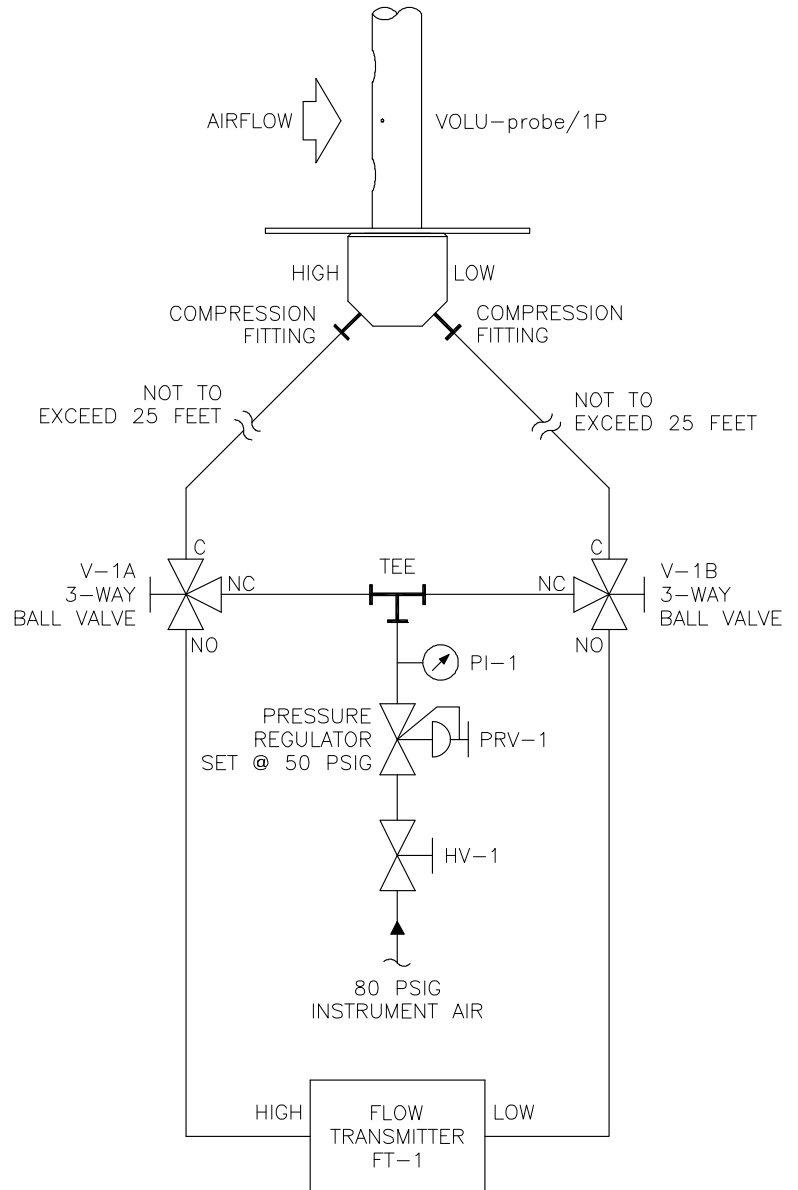 AIRFLOW
VOLU-probe/1P
HIGH
LOW
COMPRESSION
FITTING
COMPRESSION
FITTING
NOT TO
EXCEED 25 FEET
NOT TO
EXCEED 25 FEET
C
V-1A
3-WAY
BALL VALVE
NC
NO
TEE
C
NC
V-1B
3-WAY
BALL VALVE
NO
PI-1
PRESSURE
REGULATOR
SET @ 50 PSIG
PRV-1
HV-1
80 PSIG
INSTRUMENT AIR
HIGH
FLOW
TRANSMITTER
FT-1
LOW